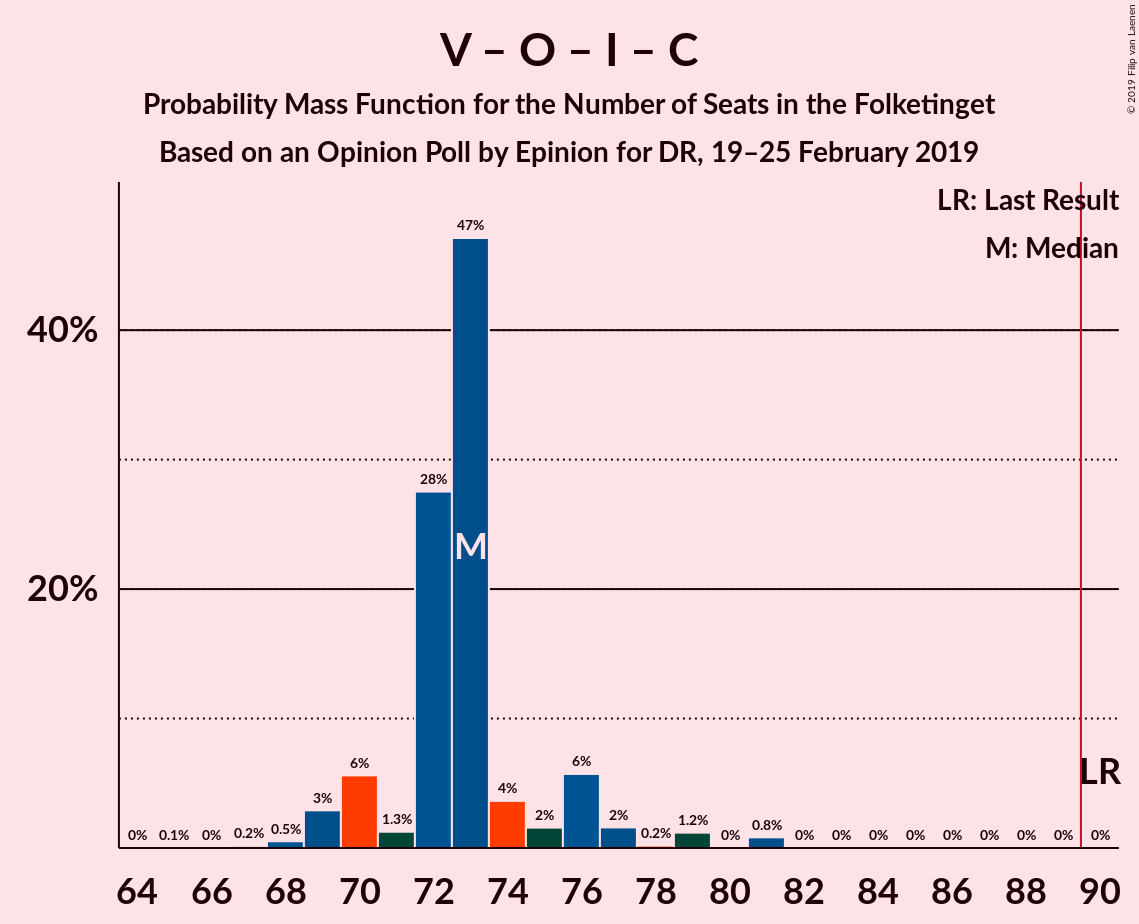 V – O – I – C
Probability Mass Function for the Number of Seats in the Folketinget
Based on an Opinion Poll by Epinion for DR, 19–25 February 2019
© 2019 Filip van Laenen
LR: Last Result
M: Median
40%
20%
0% 0.1% 0% 0.2% 0.5% 3% 6% 1.3% 28% 47% 4% 2% 6% 2% 0.2% 1.2% 0% 0.8% 0% 0% 0% 0% 0% 0% 0% 0% 0%
M
LR
64 66 68 70 72 74 76 78 80 82 84 86 88 90